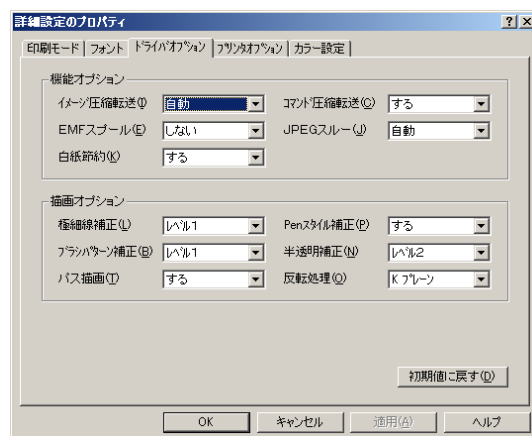 詳細設定のプロパティ
印刷モード フォント ドライバオプション プリンタオプション カラー設定
機能オプション
イメージ圧縮転送(I) 自動 コマンド圧縮転送(C) する
EMFスプール(E) しない JPEGスルー(J) 自動
白紙節約(K) する
描画オプション
極細線補正(L) レベル1 Penスタイル補正(P) する
ブラシパターン補正(B) レベル1 半透明補正(N) レベル2
パス描画(T) する 反転処理(O) K プレーン
初期値に戻す(D)
OK キャンセル 適用(A) ヘルプ